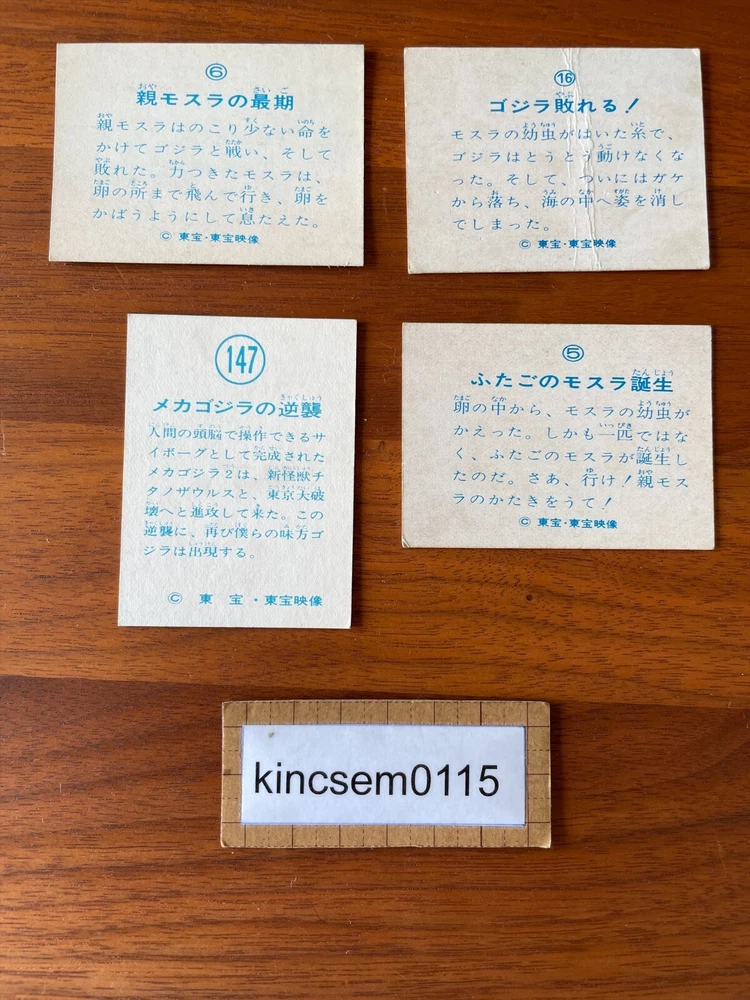 ⑥
親モスラの最期
親モスラはのこり少ない命を
かけてゴジラと戦い、そして
敗れた。力つきたモスラは、
卵の所まで飛んで行き、卵を
かばうようにして息たえた。
© 東宝・東宝映像
⑯
ゴジラ敗れる!
モスラの幼虫がはいた糸で、
ゴジラはとうとう動けなくな
った。そして、ついにはガケ
から落ち、海の中へ姿を消し
てしまった。
© 東宝・東宝映像
147
メカゴジラの逆襲
人間の頭脳で操作できるサ
イボーグとして完成された
メカゴジラ2は、新怪獣チ
タノザウルスと、東京大破
壊へと進攻して来た。この
逆襲に、再び僕らの味方ゴ
ジラは出現する。
© 東宝・東宝映像
⑤
ふたごのモスラ誕生
卵の中から、モスラの幼虫が
かえった。しかも一匹ではな
く、ふたごのモスラが誕生し
たのだ。さあ、行け!親モス
ラのかたきをうて!
© 東宝・東宝映像
kincsem0115